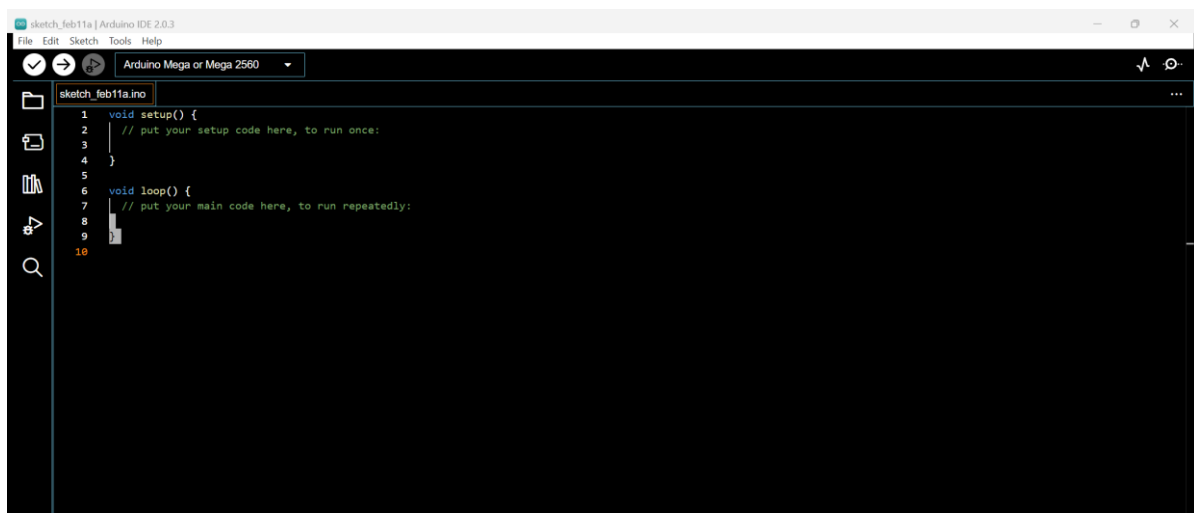 sketch_feb11a | Arduino IDE 2.0.3
File Edit Sketch Tools Help
Arduino Mega or Mega 2560
sketch_feb11a.ino
1 void setup() {
2 // put your setup code here, to run once:
3
4 }
5
6 void loop() {
7 // put your main code here, to run repeatedly:
8
9 }
10